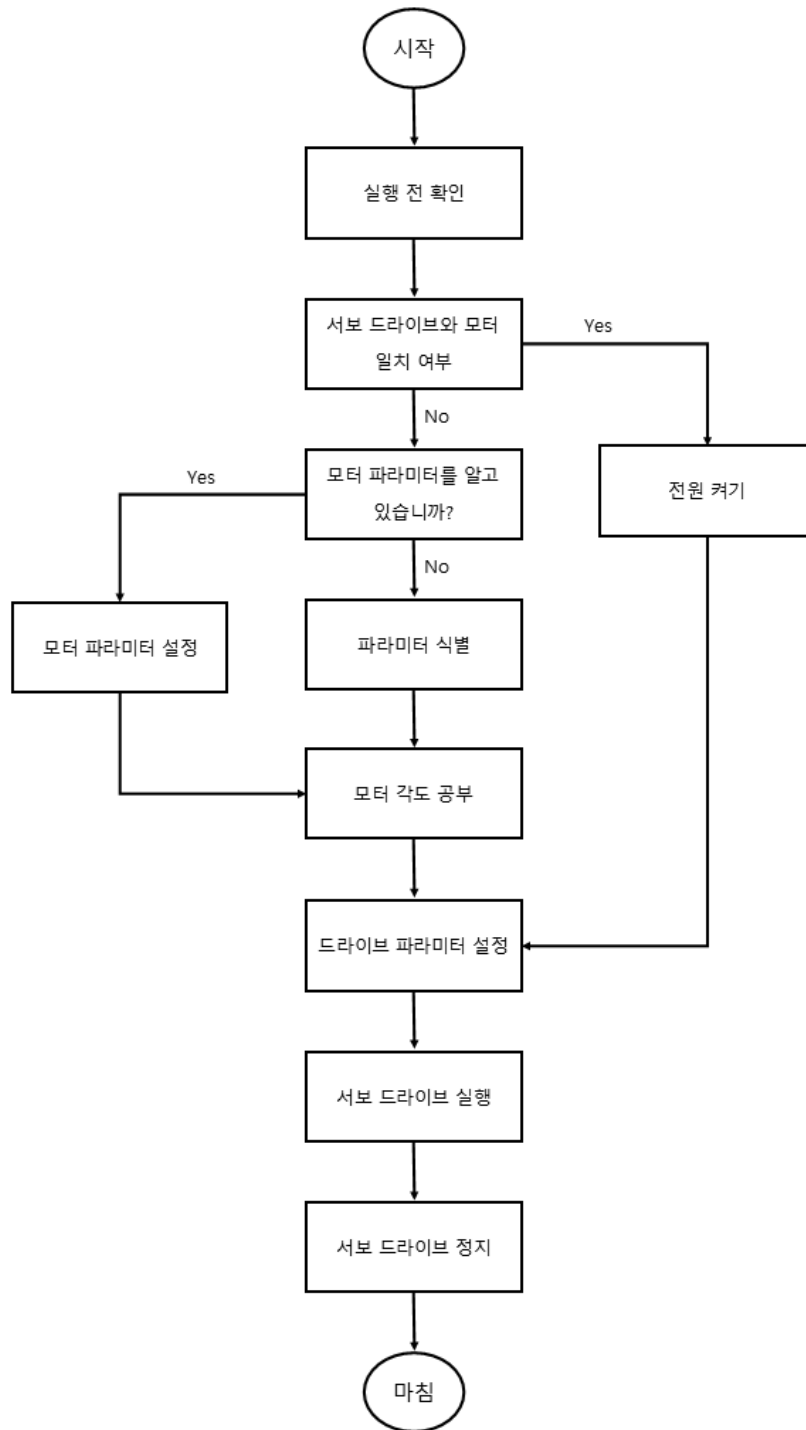 시작
실행 전 확인
서보 드라이브와 모터
일치 여부
Yes
No
모터 파라미터를 알고
있습니까?
Yes
전원 켜기
No
모터 파라미터 설정
파라미터 식별
모터 각도 공부
드라이브 파라미터 설정
서보 드라이브 실행
서보 드라이브 정지
마침